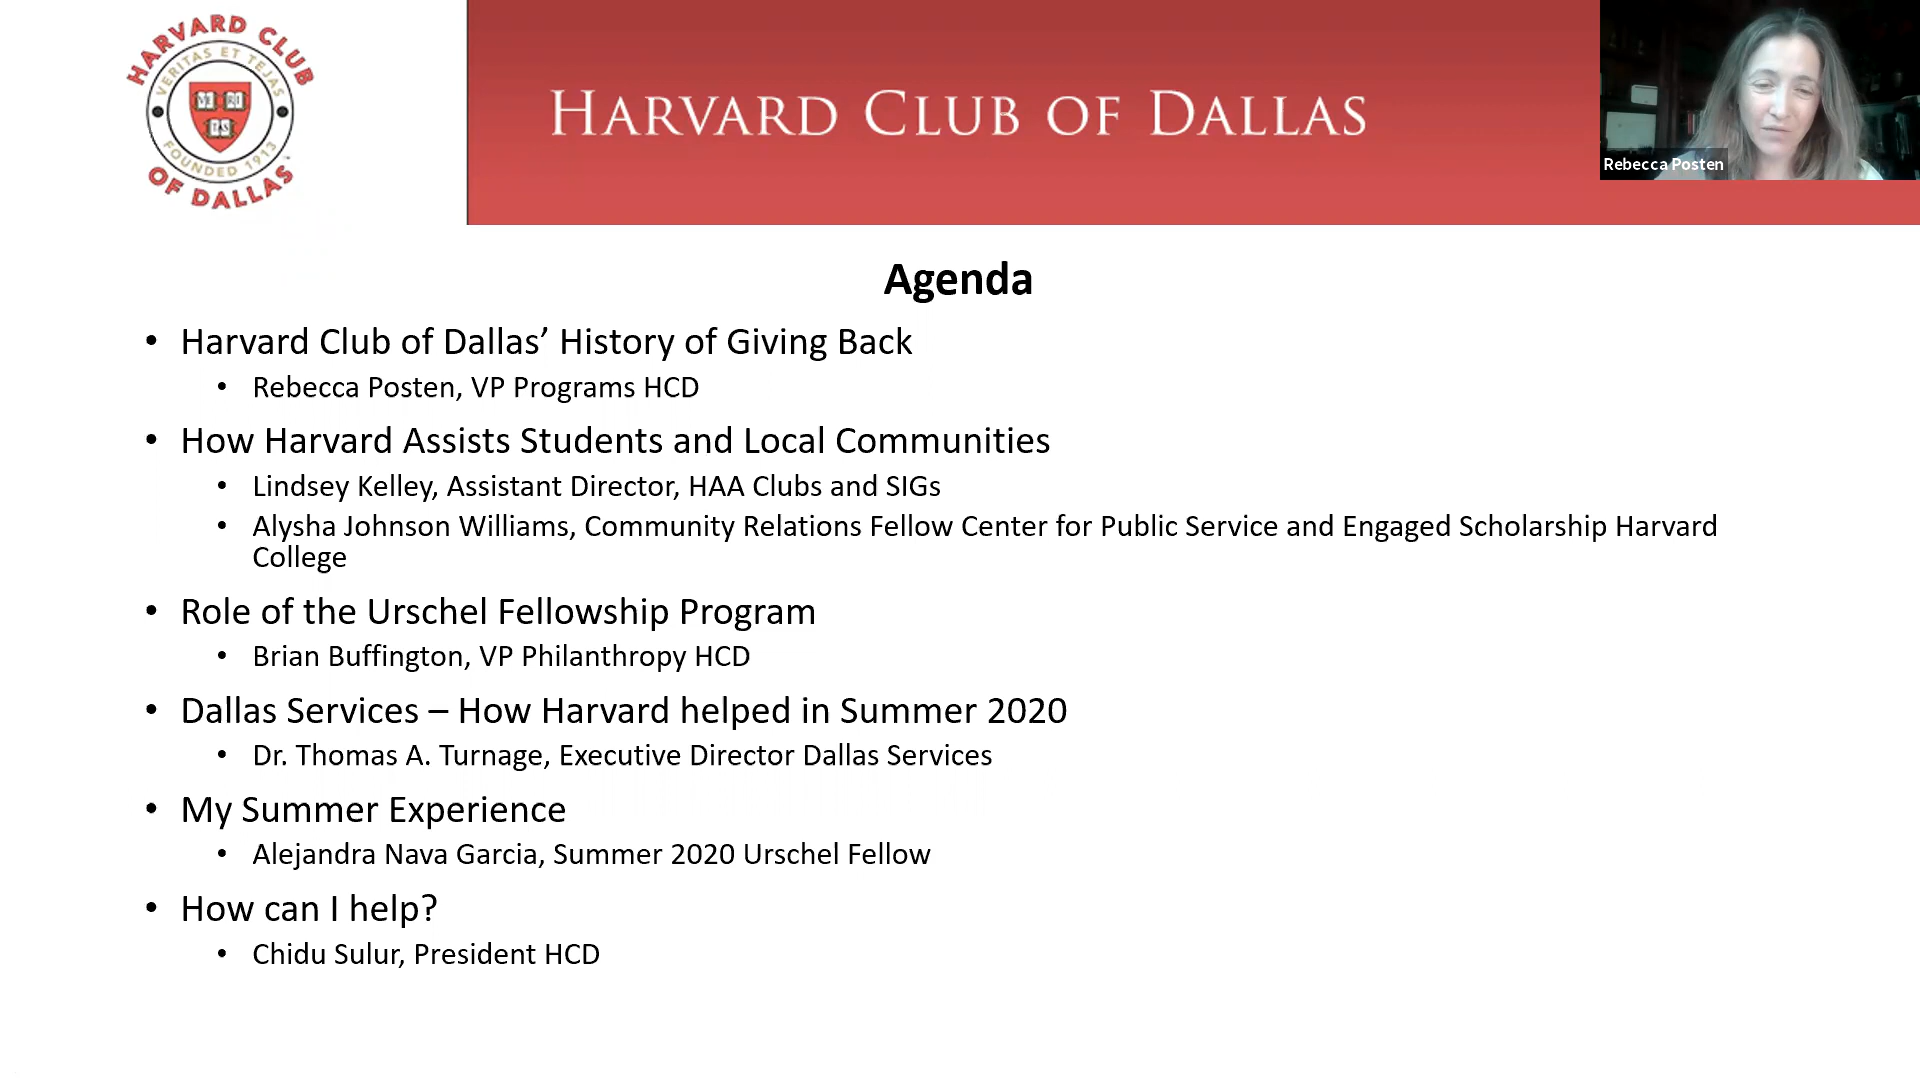 HARVARD CLUB
VERITAS ET TEJAS
VE RI
TAS
FOUNDED 1913
OF DALLAS
HARVARD CLUB OF DALLAS
Rebecca Posten
Agenda
• Harvard Club of Dallas’ History of Giving Back
• Rebecca Posten, VP Programs HCD
• How Harvard Assists Students and Local Communities
• Lindsey Kelley, Assistant Director, HAA Clubs and SIGs
• Alysha Johnson Williams, Community Relations Fellow Center for Public Service and Engaged Scholarship Harvard
College
• Role of the Urschel Fellowship Program
• Brian Buffington, VP Philanthropy HCD
• Dallas Services – How Harvard helped in Summer 2020
• Dr. Thomas A. Turnage, Executive Director Dallas Services
• My Summer Experience
• Alejandra Nava Garcia, Summer 2020 Urschel Fellow
• How can I help?
• Chidu Sulur, President HCD